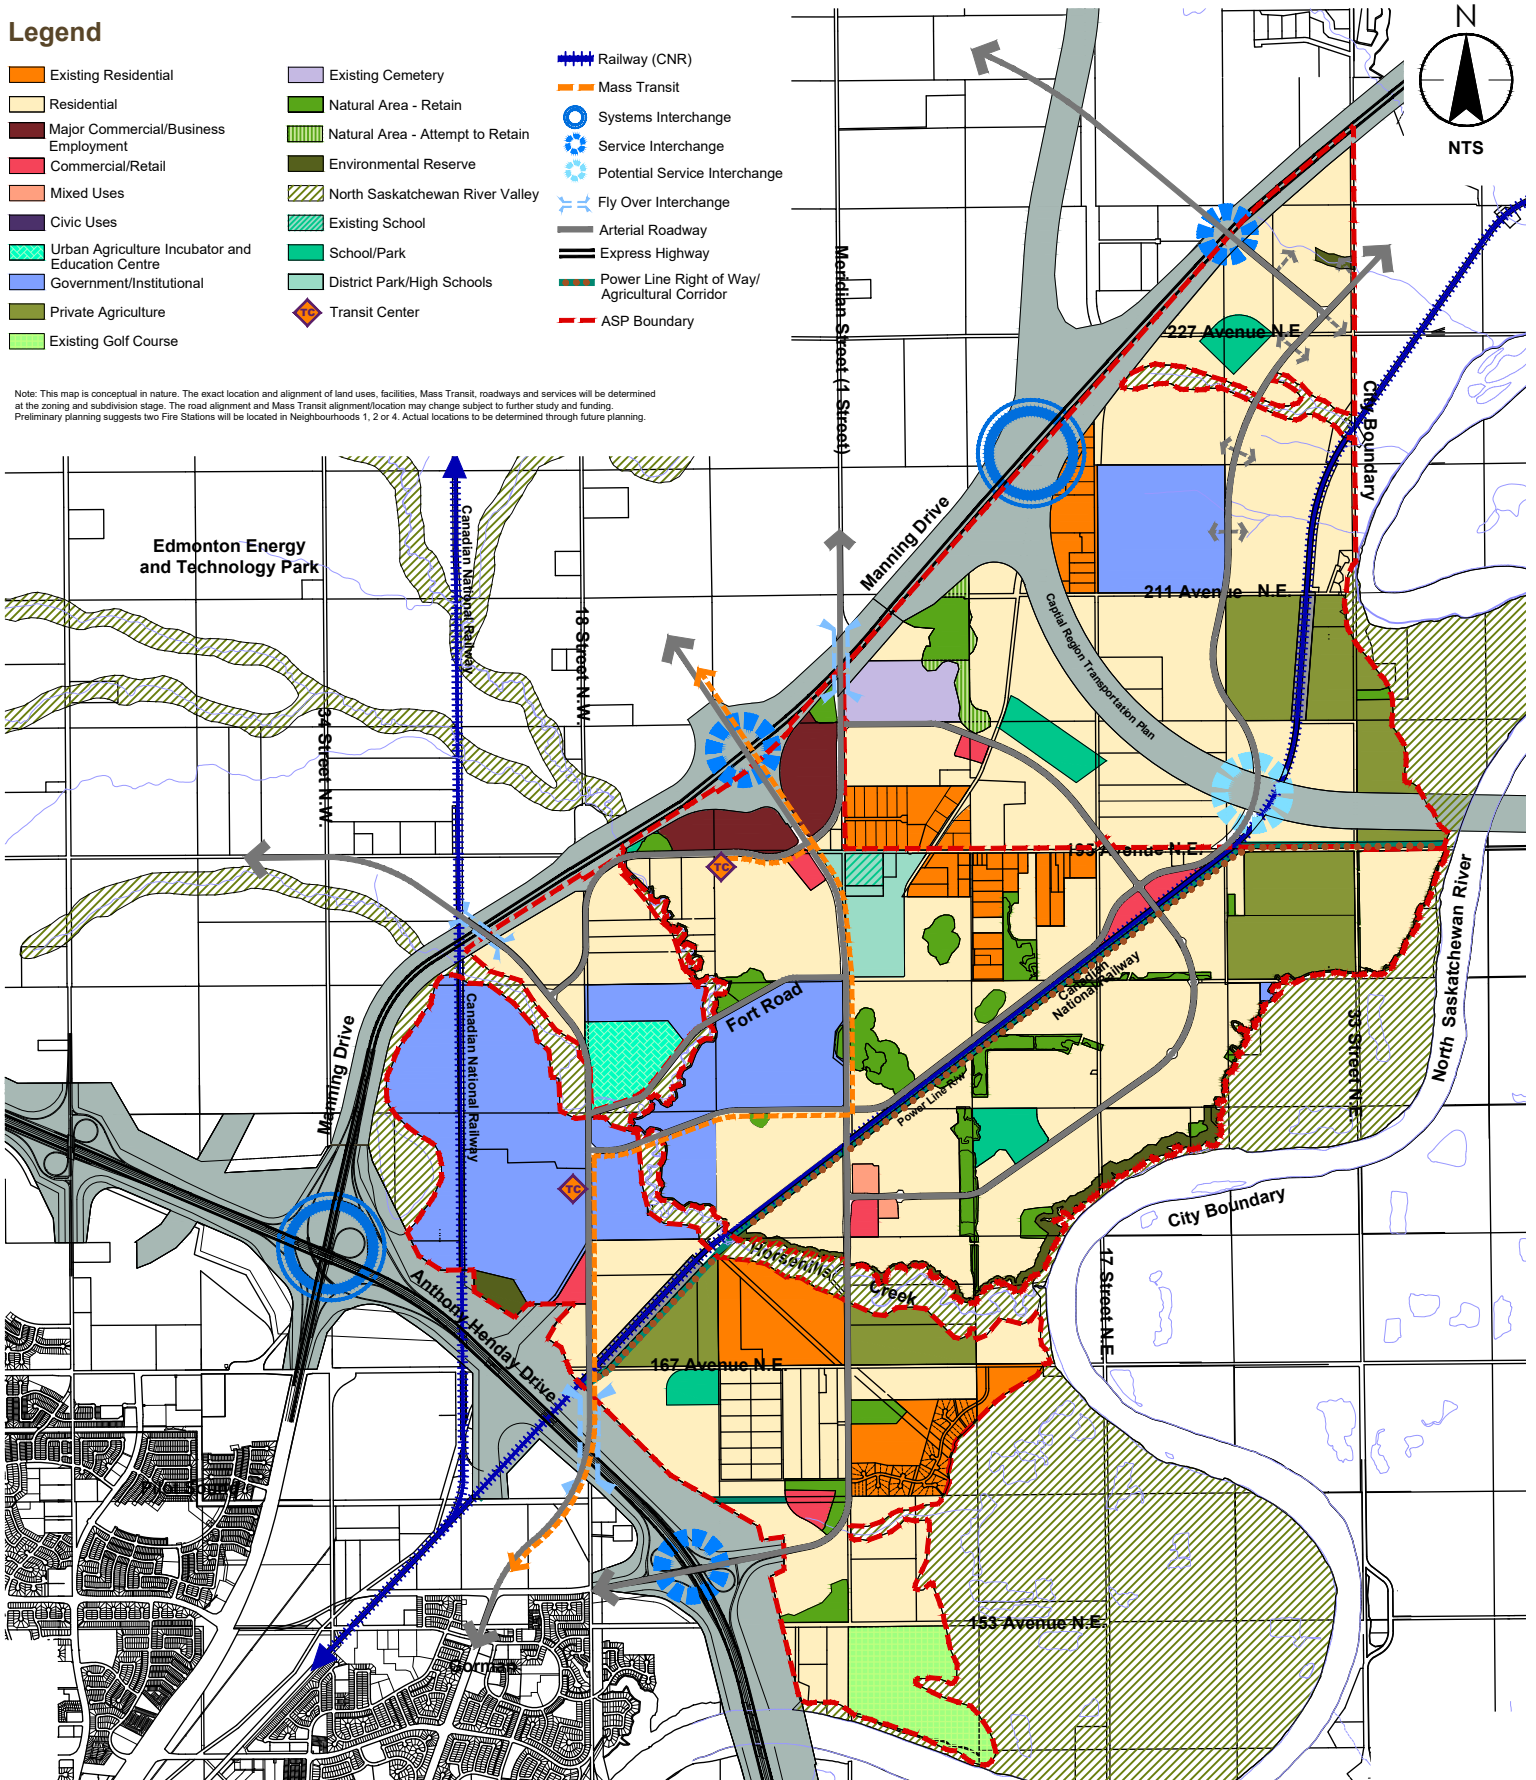 Legend
Existing Residential
Residential
Major Commercial/Business
Employment
Commercial/Retail
Mixed Uses
Civic Uses
Urban Agriculture Incubator and
Education Centre
Government/Institutional
Private Agriculture
Existing Golf Course
Existing Cemetery
Natural Area - Retain
Natural Area - Attempt to Retain
Environmental Reserve
North Saskatchewan River Valley
Existing School
School/Park
District Park/High Schools
TC
Transit Center
Railway (CNR)
Mass Transit
Systems Interchange
Service Interchange
Potential Service Interchange
Fly Over Interchange
Arterial Roadway
Express Highway
Power Line Right of Way/
Agricultural Corridor
ASP Boundary
N
NTS
Note: This map is conceptual in nature. The exact location and alignment of land uses, facilities, Mass Transit, roadways and services will be determined
at the zoning and subdivision stage. The road alignment and Mass Transit alignment/location may change subject to further study and funding.
Preliminary planning suggests two Fire Stations will be located in Neighbourhoods 1, 2 or 4. Actual locations to be determined through future planning.
Meridian Street (1 Street)
227 Avenue N.E.
City Boundary
Manning Drive
Edmonton Energy
and Technology Park
Canadian National Railway
18 Street N.W.
34 Street N.W.
211 Avenue N.E.
Captial Region Transportation Plan
195 Avenue N.E.
TC
North Saskatchewan River
Canadian
National Railway
Fort Road
33 Street N.E.
Manning Drive
Canadian National Railway
Power Line R/W
TC
City Boundary
Horsehills
Creek
17 Street N.E.
Anthony Henday Drive
167 Avenue N.E.
153 Avenue N.E.
Gorman